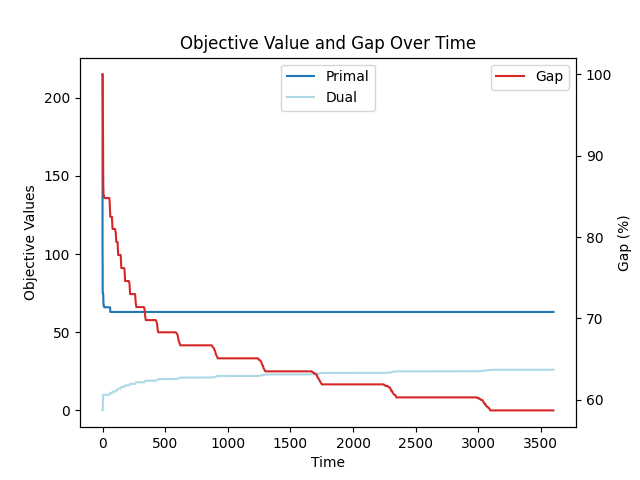 Objective Value and Gap Over Time
Primal
Dual
Gap
200
150
100
50
0
Objective Values
100
90
80
70
60
Gap (%)
0 500 1000 1500 2000 2500 3000 3500
Time